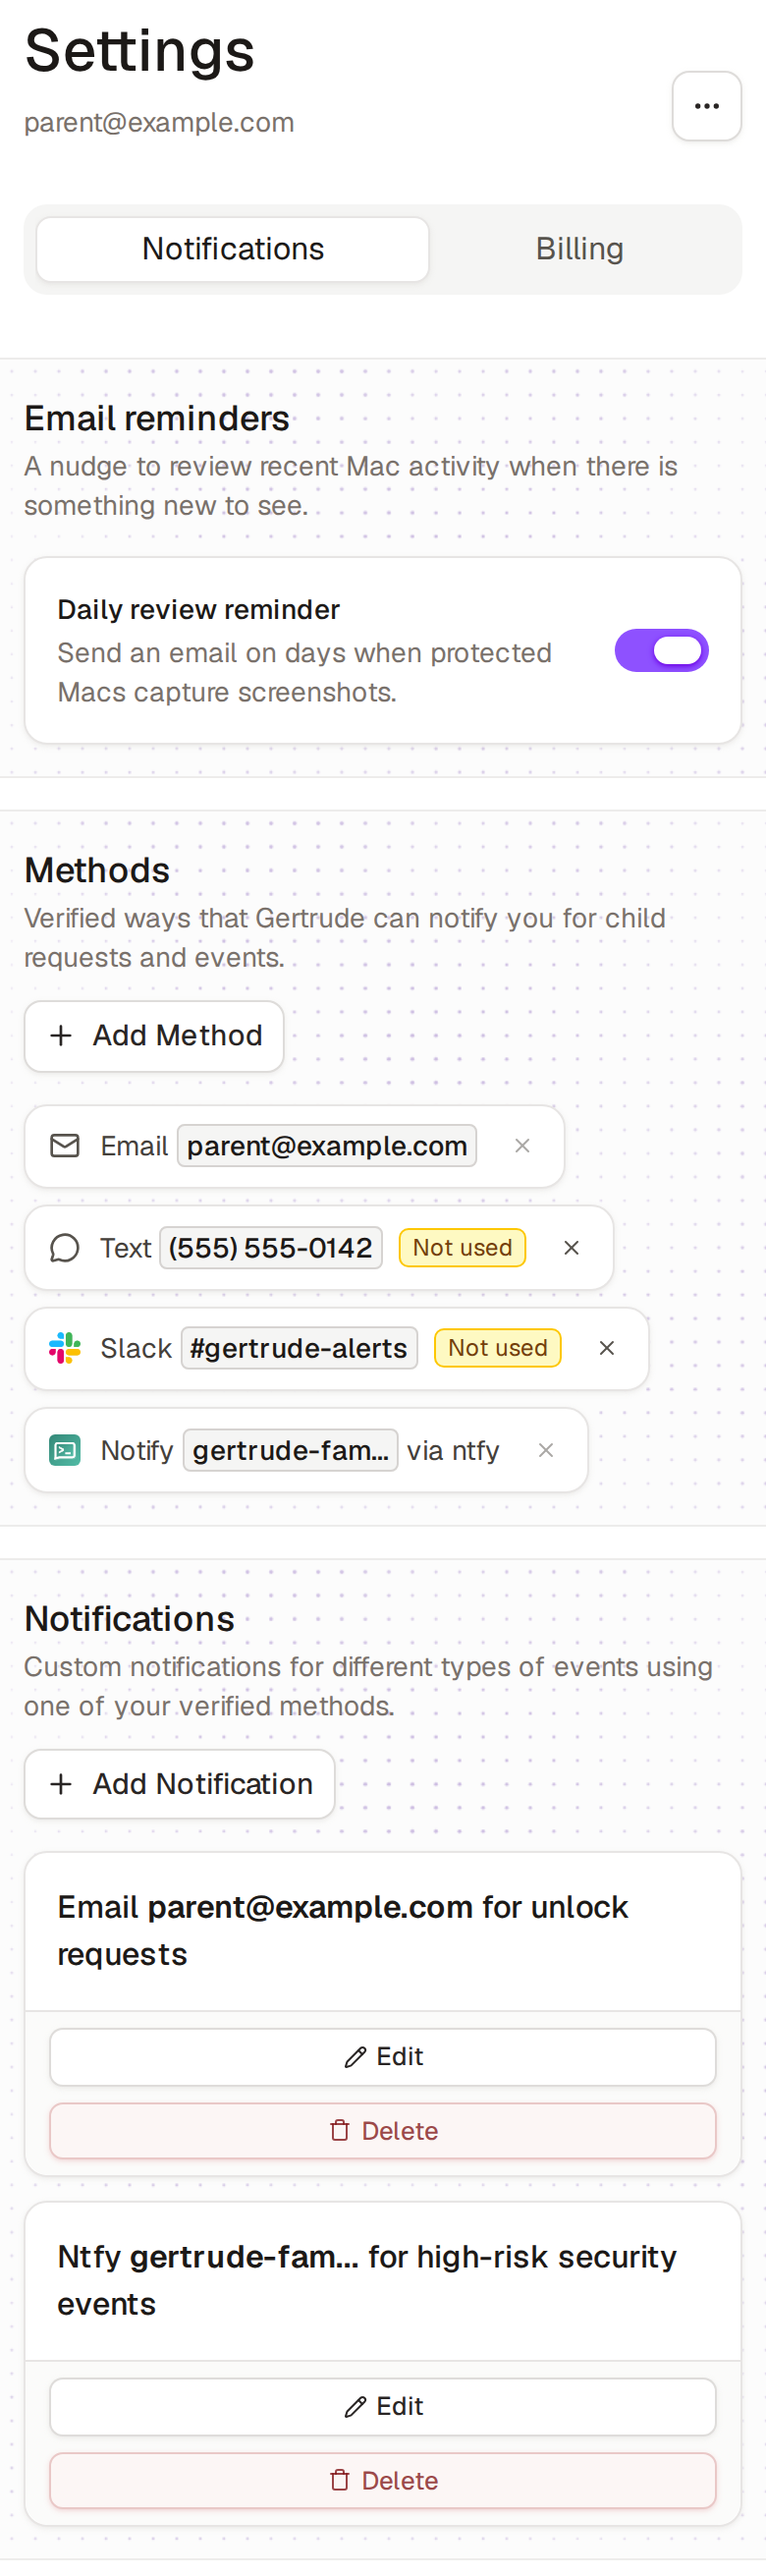 Settings
parent@example.com
Notifications
Billing
Email reminders
A nudge to review recent Mac activity when there is
something new to see.
Daily review reminder
Send an email on days when protected
Macs capture screenshots.
Methods
Verified ways that Gertrude can notify you for child
requests and events.
Add Method
Email parent@example.com
Text (555) 555-0142 Not used
Slack #gertrude-alerts Not used
Notify gertrude-fam... via ntfy
Notifications
Custom notifications for different types of events using
one of your verified methods.
Add Notification
Email parent@example.com for unlock
requests
Edit
Delete
Ntfy gertrude-fam... for high-risk security
events
Edit
Delete